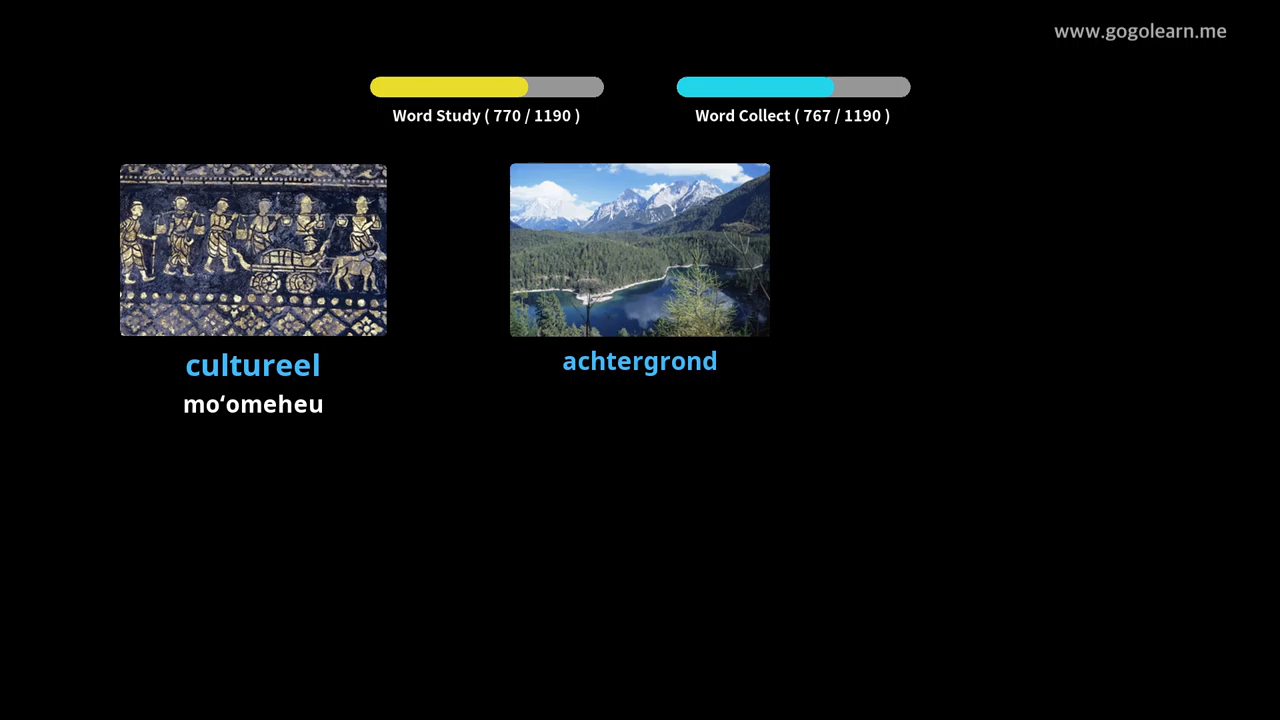 www.gogolearn.me
Word Study ( 770 / 1190 )
Word Collect ( 767 / 1190 )
cultureel
moʻomeheu
achtergrond